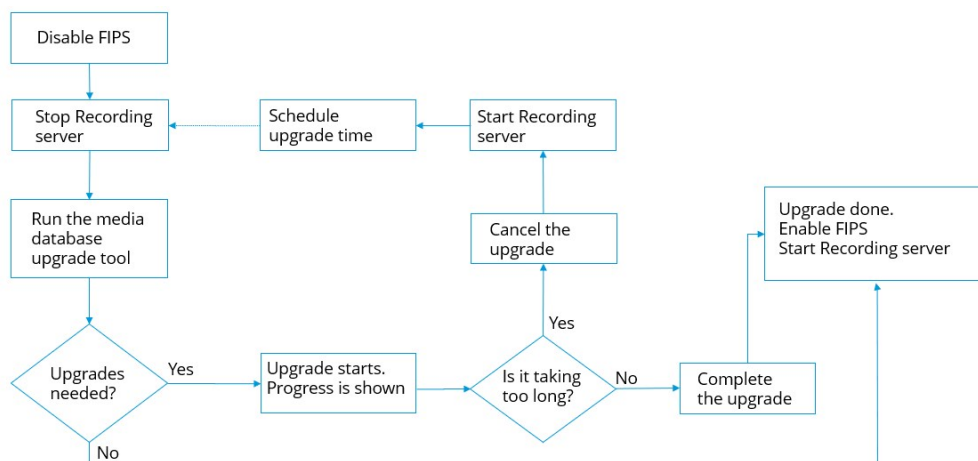 Disable FIPS
Stop Recording
server
Schedule
upgrade time
Start Recording
server
Run the media
database
upgrade tool
Cancel the
upgrade
Upgrade done.
Enable FIPS
Start Recording server
Upgrades
needed?
Yes
Upgrade starts.
Progress is shown
Is it taking
too long?
Yes
No
Complete
the upgrade
No